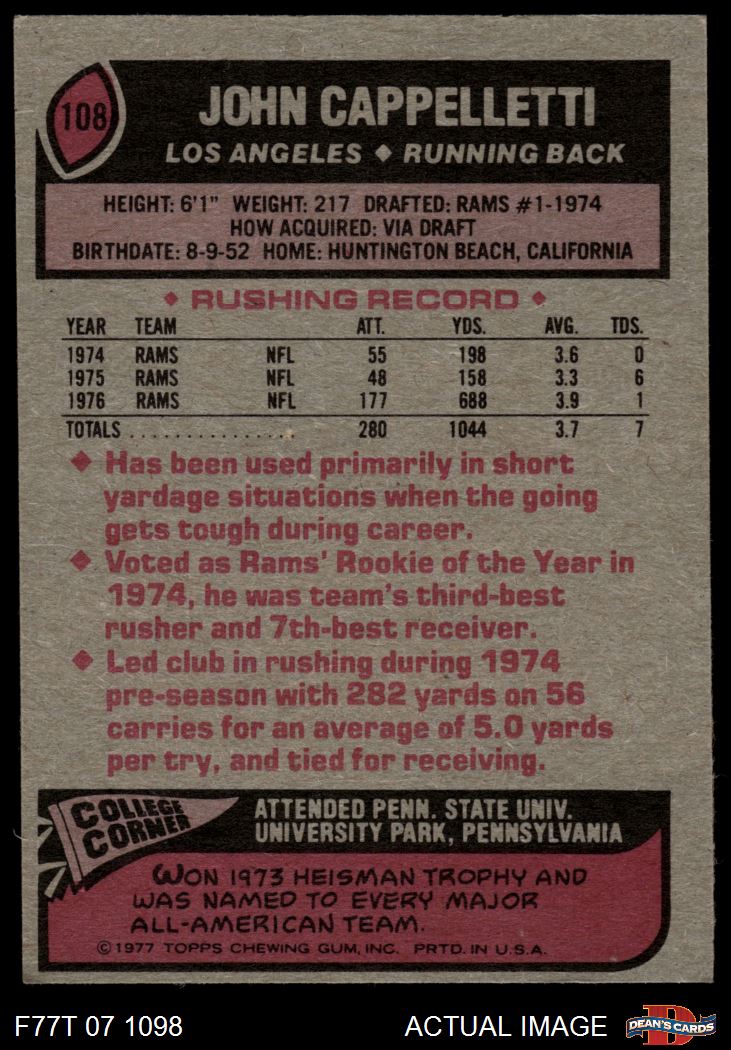 108
JOHN CAPPELLETTI
LOS ANGELES ◆ RUNNING BACK
HEIGHT: 6'1" WEIGHT: 217 DRAFTED: RAMS #1-1974
HOW ACQUIRED: VIA DRAFT
BIRTHDATE: 8-9-52 HOME: HUNTINGTON BEACH, CALIFORNIA
◆ RUSHING RECORD ◆
YEAR TEAM ATT. YDS. AVG. TDS.
1974 RAMS NFL 55 198 3.6 0
1975 RAMS NFL 48 158 3.3 6
1976 RAMS NFL 177 688 3.9 1
TOTALS ................ 280 1044 3.7 7
◆ Has been used primarily in short
yardage situations when the going
gets tough during career.
◆ Voted as Rams' Rookie of the Year in
1974, he was team's third-best
rusher and 7th-best receiver.
◆ Led club in rushing during 1974
pre-season with 282 yards on 56
carries for an average of 5.0 yards
per try, and tied for receiving.
COLLEGE
CORNER
ATTENDED PENN. STATE UNIV.
UNIVERSITY PARK, PENNSYLVANIA
WON 1973 HEISMAN TROPHY AND
WAS NAMED TO EVERY MAJOR
ALL-AMERICAN TEAM.
© 1977 TOPPS CHEWING GUM, INC. PRTD. IN U.S.A.
F77T 07 1098 ACTUAL IMAGE
D
DEAN'S CARDS